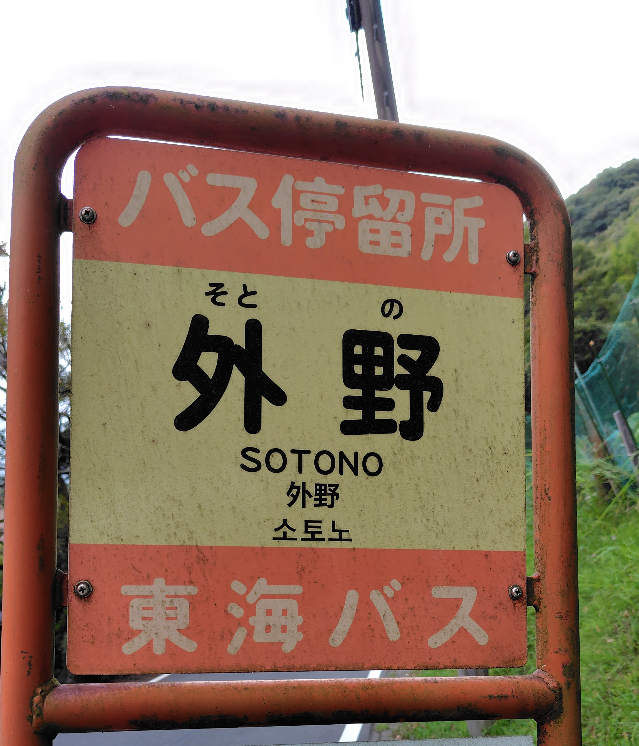 バス停留所
そと の
外 野
SOTONO
外野
소토노
東海バス